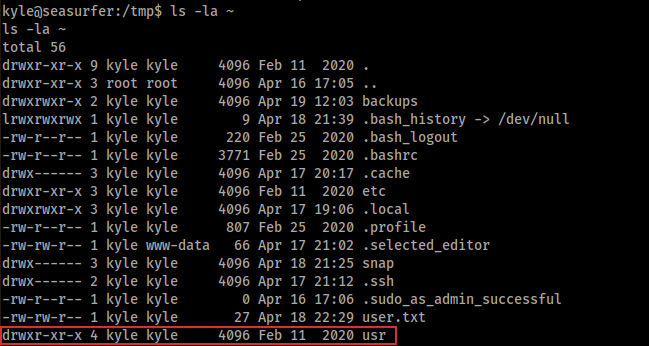 kyle@seasurfer:/tmp$ ls -la ~
ls -la ~
total 56
drwxr-xr-x 9 kyle kyle     4096 Feb 11  2020 .
drwxr-xr-x 3 root root     4096 Apr 16 17:05 ..
drwxrwxr-x 2 kyle kyle     4096 Apr 19 12:03 backups
lrwxrwxrwx 1 kyle kyle        9 Apr 18 21:39 .bash_history -> /dev/null
-rw-r--r-- 1 kyle kyle      220 Feb 25  2020 .bash_logout
-rw-r--r-- 1 kyle kyle     3771 Feb 25  2020 .bashrc
drwx------ 3 kyle kyle     4096 Apr 17 20:17 .cache
drwxrwxr-x 3 kyle kyle     4096 Feb 11  2020 etc
drwxrwxr-x 3 kyle kyle     4096 Apr 17 19:06 .local
-rw-r--r-- 1 kyle kyle      807 Feb 25  2020 .profile
-rw-rw-r-- 1 kyle www-data   66 Apr 17 21:02 .selected_editor
drwx------ 3 kyle kyle     4096 Apr 18 21:25 snap
drwx------ 2 kyle kyle     4096 Apr 17 21:12 .ssh
-rw-r--r-- 1 kyle kyle        0 Apr 16 17:06 .sudo_as_admin_successful
-rw-rw-r-- 1 kyle kyle       27 Apr 18 22:29 user.txt
drwxr-xr-x 4 kyle kyle     4096 Feb 11  2020 usr